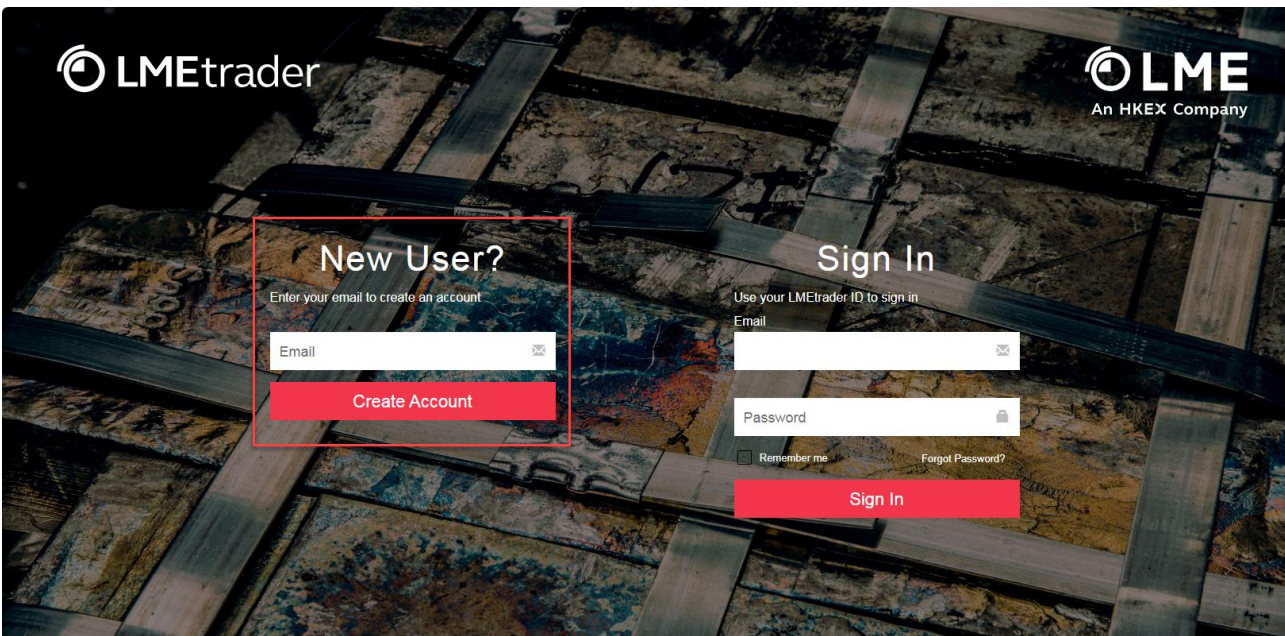 LMEtrader
LME
An HKEX Company
New User?
Enter your email to create an account
Email
Create Account
Sign In
Use your LMEtrader ID to sign in
Email
Password
Remember me
Forgot Password?
Sign In